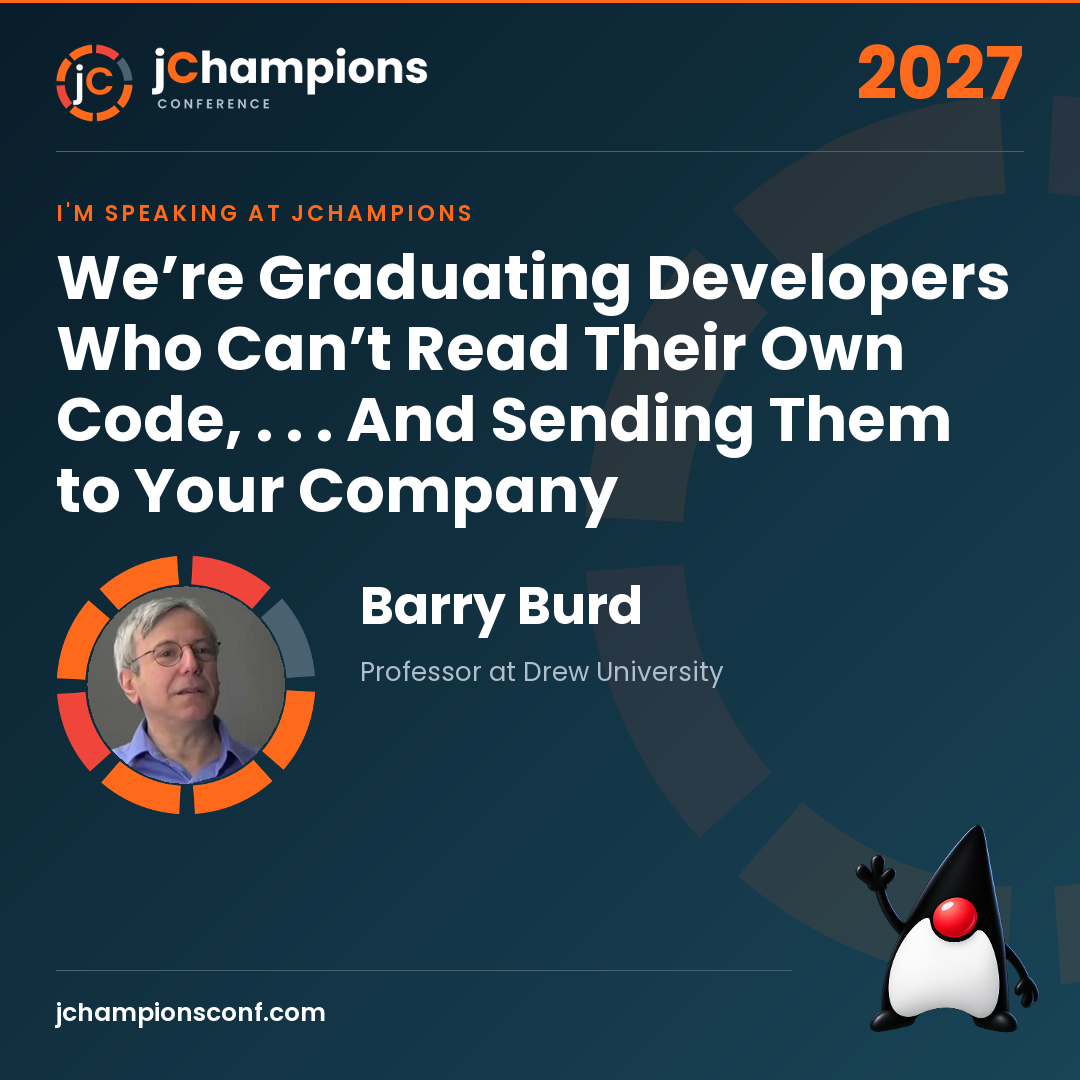 jC
jChampions
CONFERENCE
2027
I'M SPEAKING AT JCHAMPIONS
We’re Graduating Developers
Who Can’t Read Their Own
Code, . . . And Sending Them
to Your Company
Barry Burd
Professor at Drew University
jchampionsconf.com